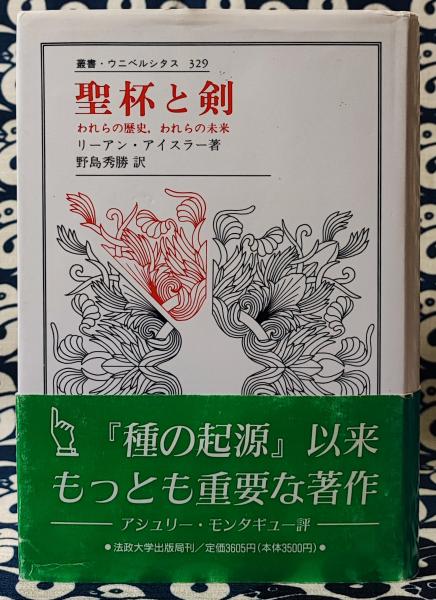 叢書・ウニベルシタス 329
聖杯と剣
われらの歴史，われらの未来
リーアン・アイスラー著
野島秀勝 訳
『種の起源』以来
もっとも重要な著作
アシュリー・モンタギュー評
●法政大学出版局刊／定価3605円(本体3500円)●